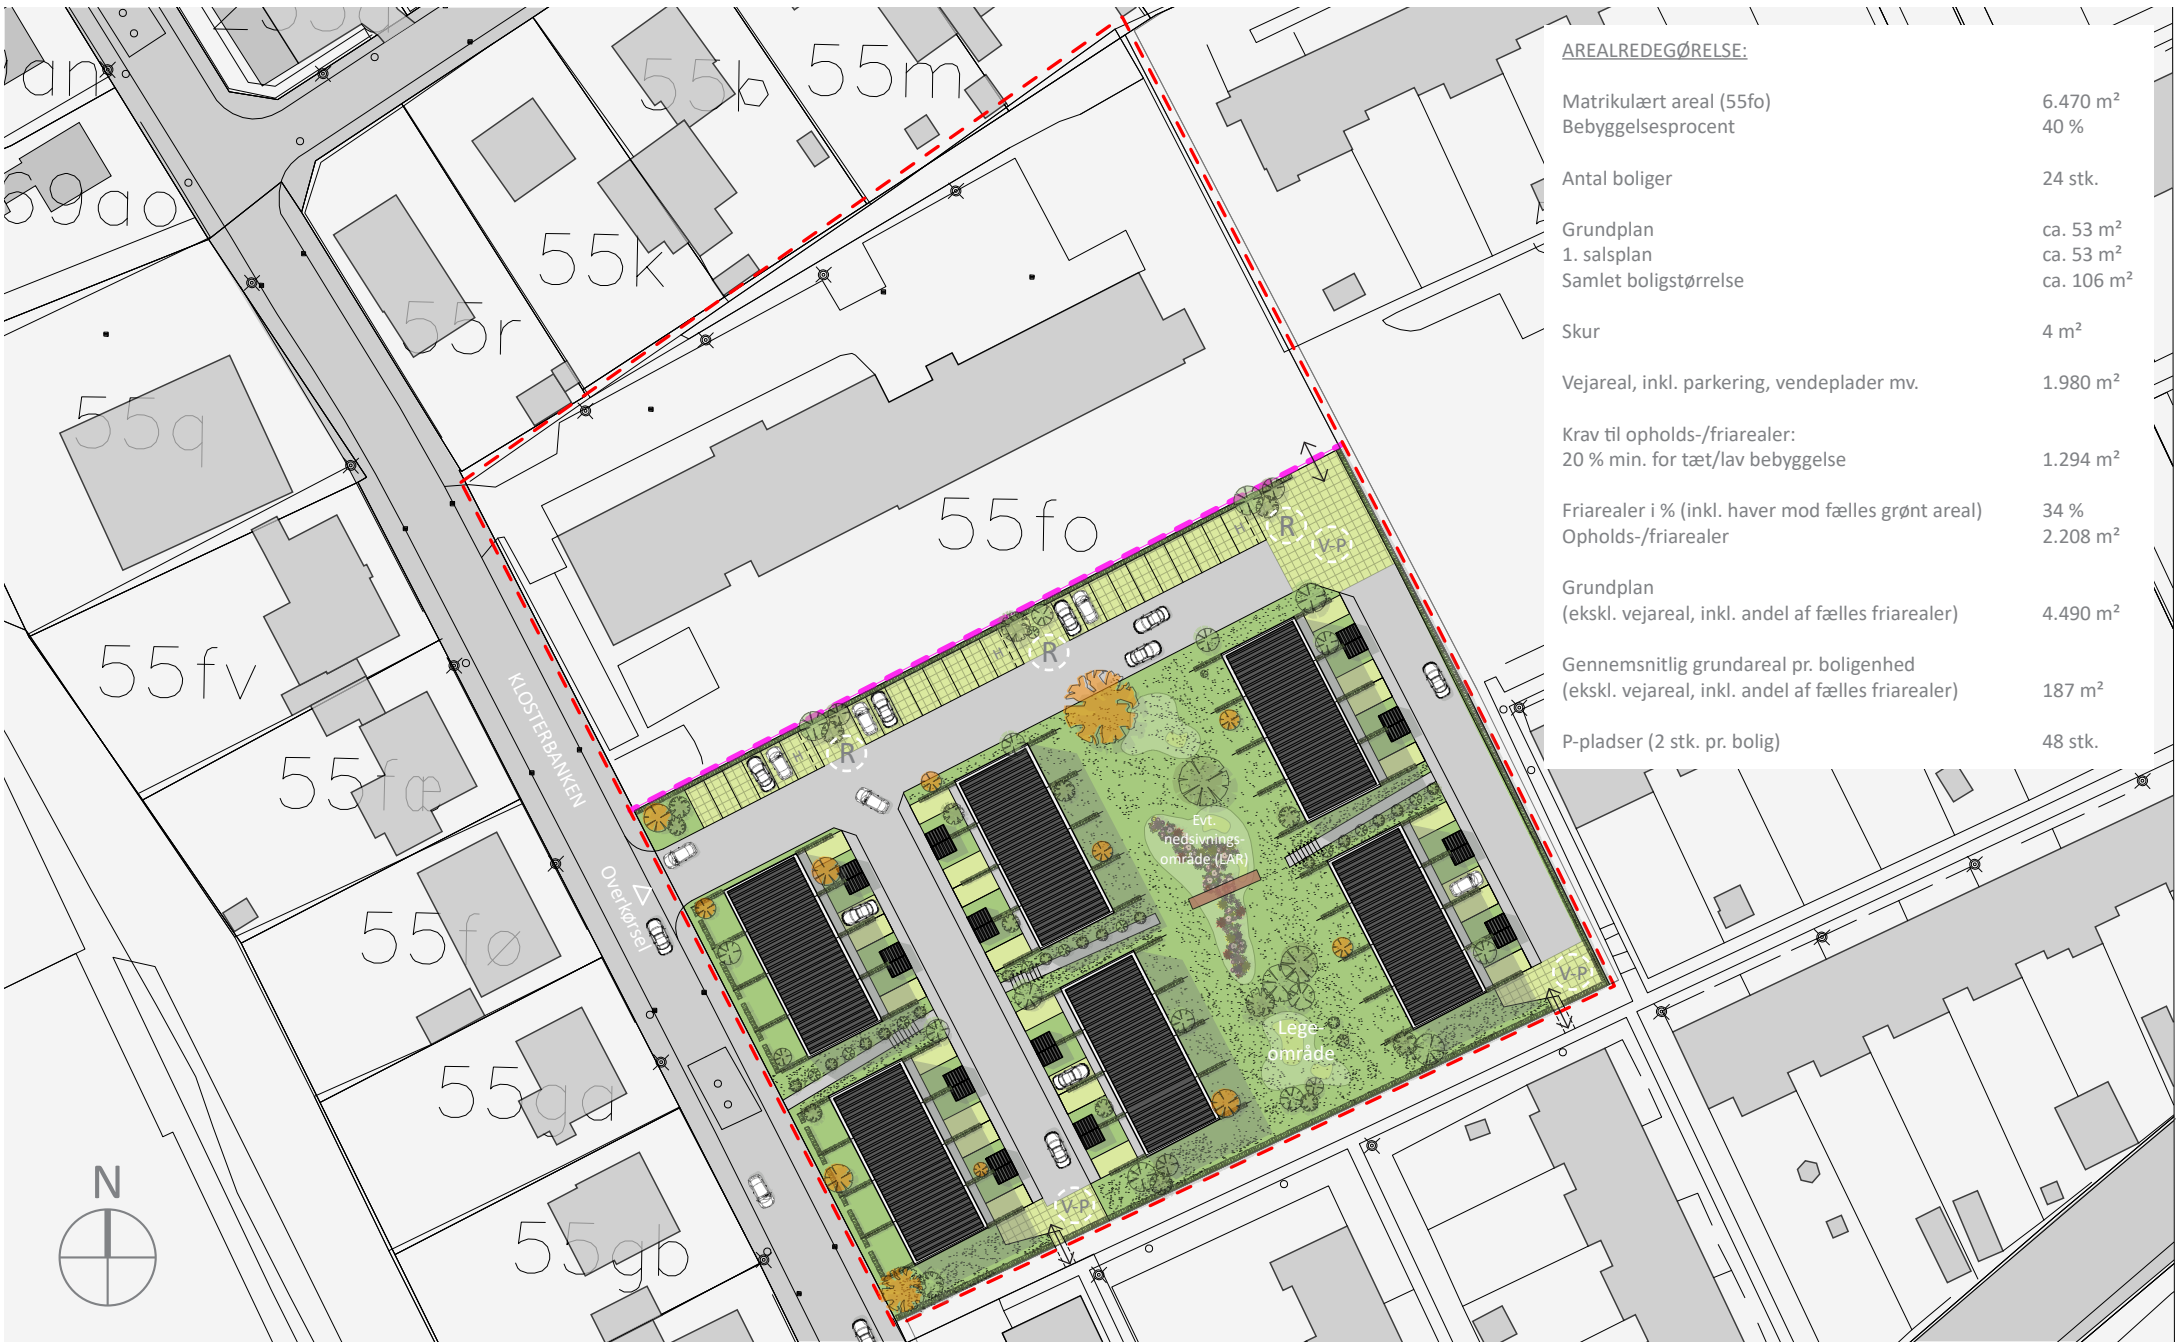 AREALREDEGØRELSE:
Matrikulært areal (55fo) 6.470 m²
Bebyggelsesprocent 40 %
Antal boliger 24 stk.
Grundplan ca. 53 m²
1. salsplan ca. 53 m²
Samlet boligstørrelse ca. 106 m²
Skur 4 m²
Vejareal, inkl. parkering, vendeplader mv. 1.980 m²
Krav til opholds-/friarealer:
20 % min. for tæt/lav bebyggelse 1.294 m²
Friarealer i % (inkl. haver mod fælles grønt areal) 34 %
Opholds-/friarealer 2.208 m²
Grundplan
(ekskl. vejareal, inkl. andel af fælles friarealer) 4.490 m²
Gennemsnitlig grundareal pr. boligenhed
(ekskl. vejareal, inkl. andel af fælles friarealer) 187 m²
P-pladser (2 stk. pr. bolig) 48 stk.
55b
55m
69ao
55k
55r
55q
55fo
55fv
55fæ
55fø
55ga
55gb
KLOSTERBANKEN
Overkørsel
H
R
V-P
H
R
H
R
Evt.
nedsivnings-
område (LAR)
Lege-
område
V-P
V-P
N